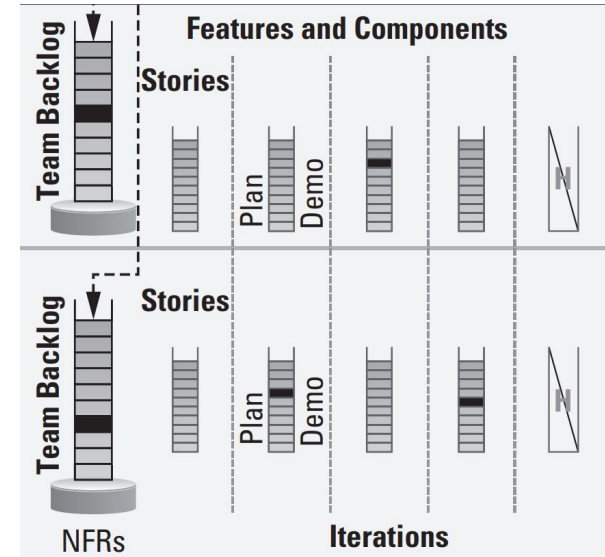 Features and Components
Team Backlog
Stories
Plan
Demo
H
Team Backlog
Stories
Plan
Demo
H
NFRs
Iterations